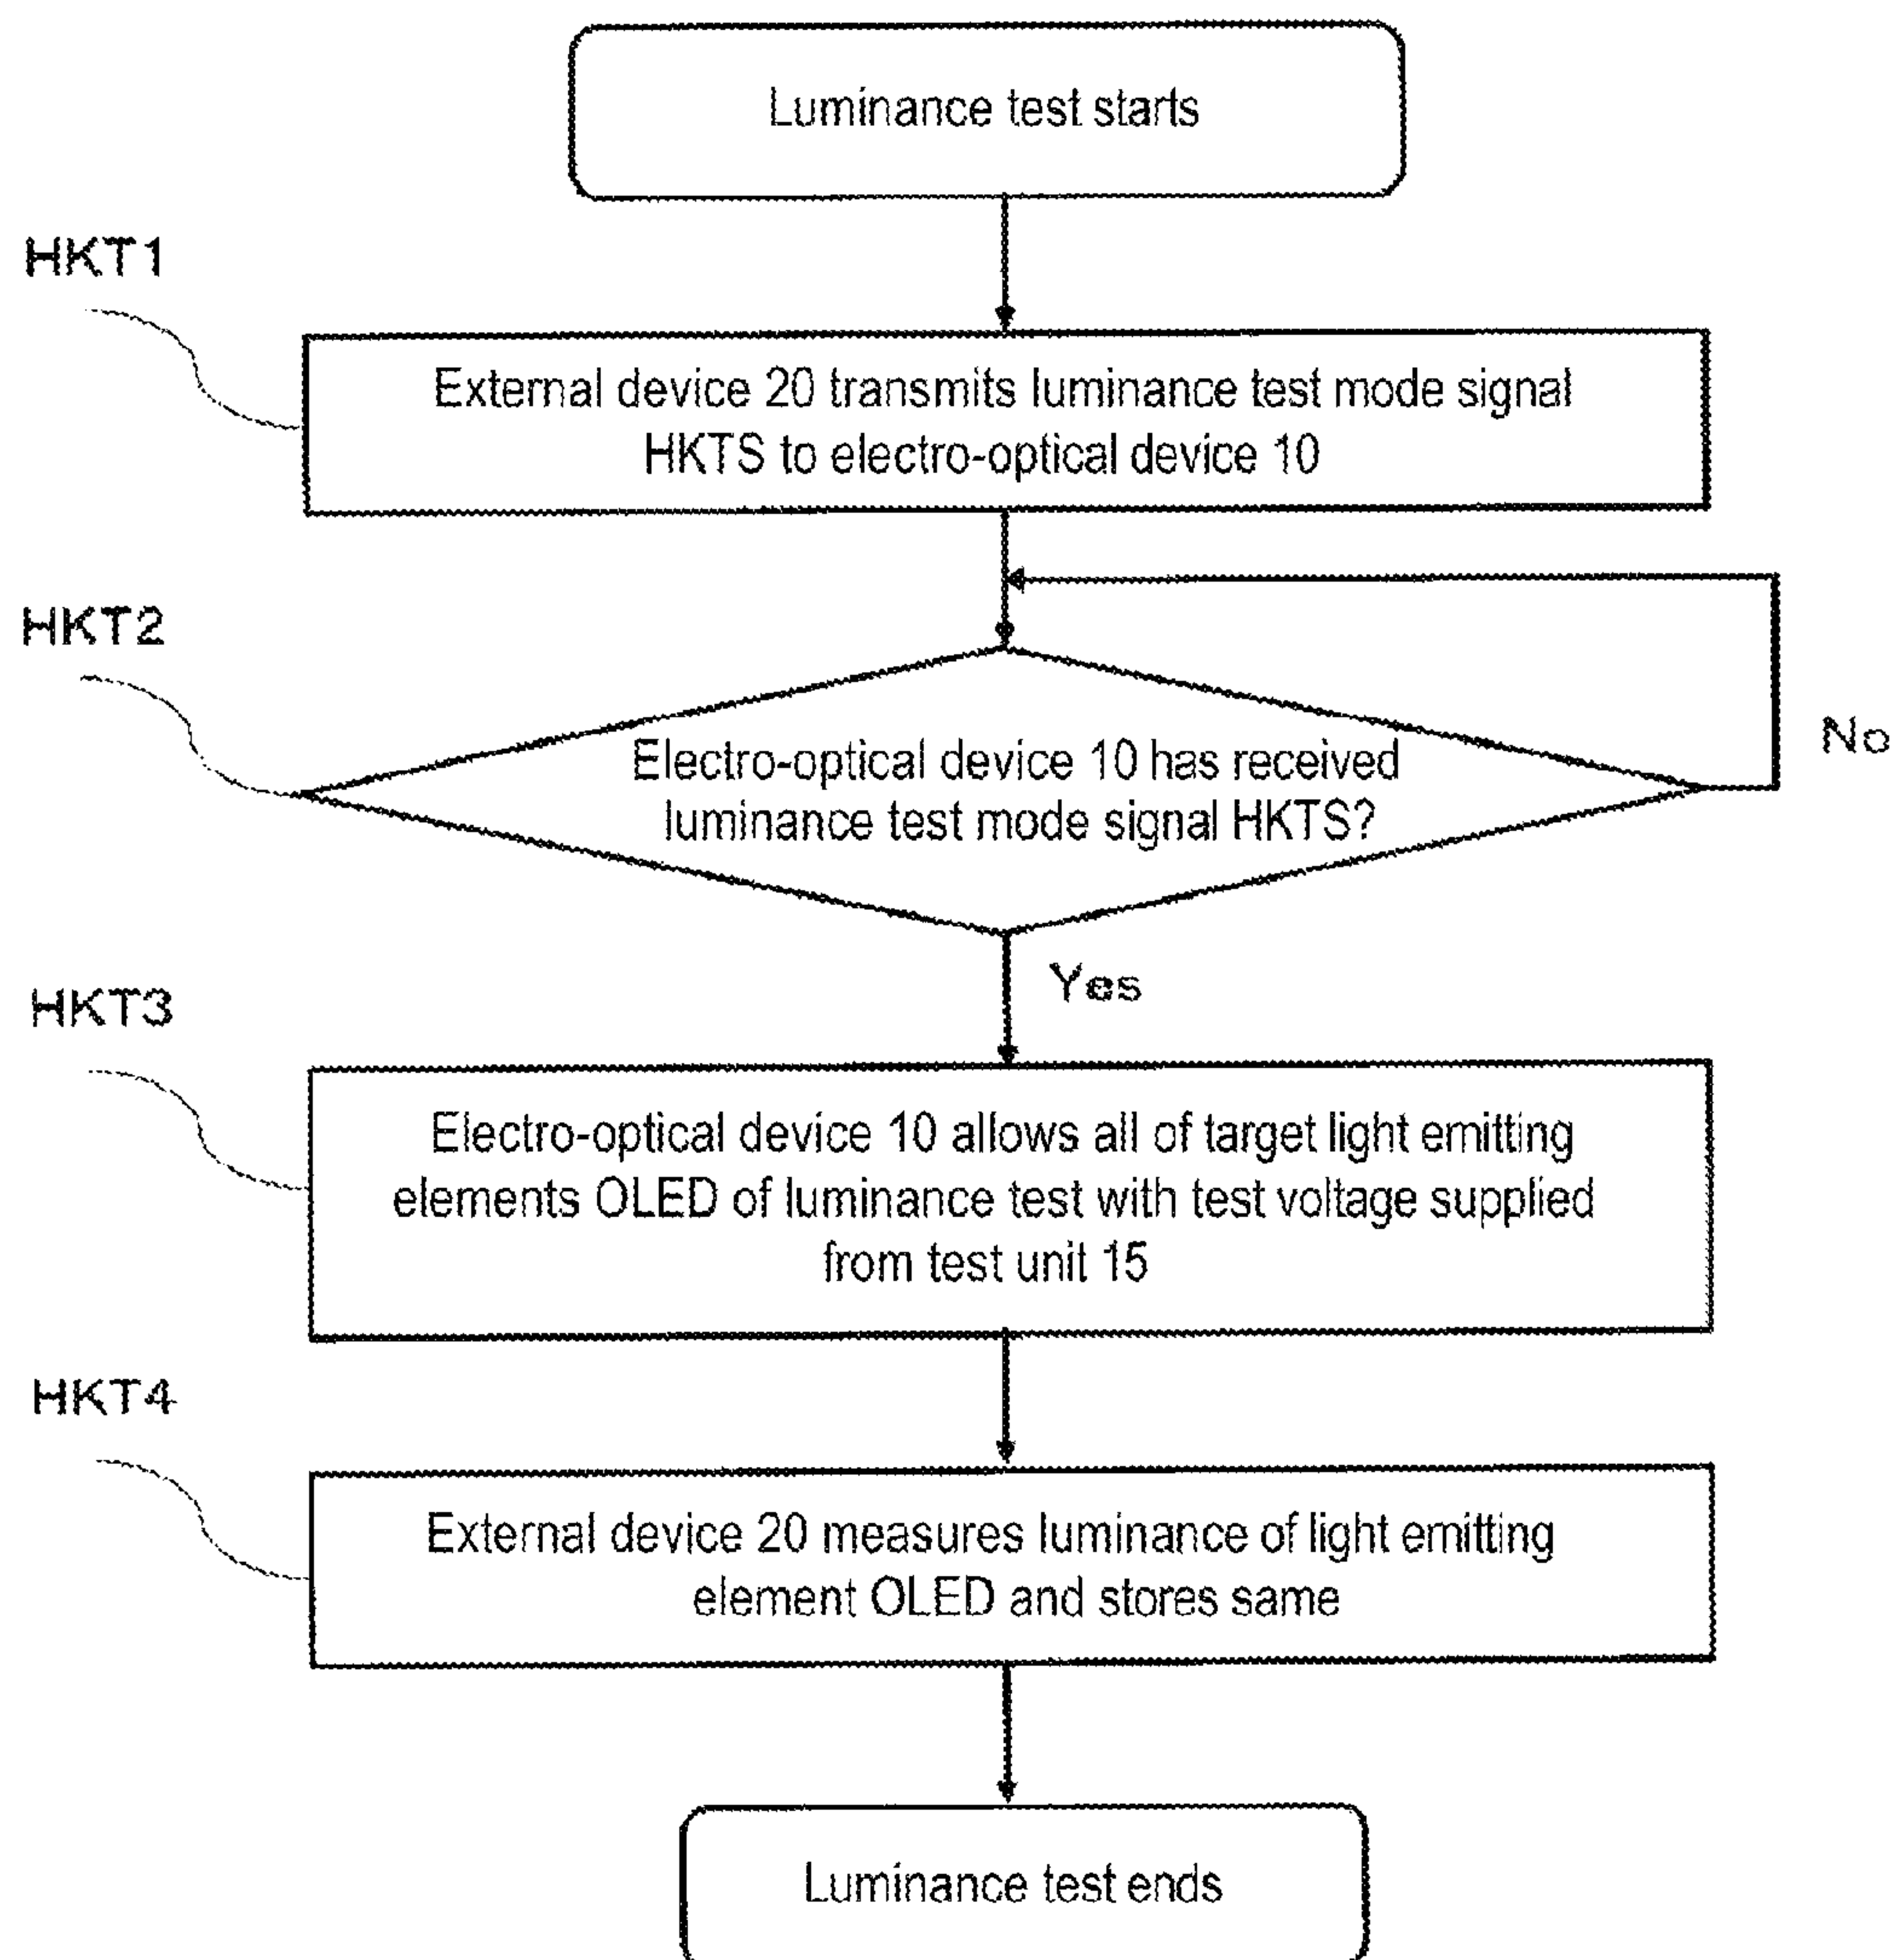 Luminance test starts
HKT1
External device 20 transmits luminance test mode signal
HKTS to electro-optical device 10
HKT2
Electro-optical device 10 has received
luminance test mode signal HKTS?
No
Yes
HKT3
Electro-optical device 10 allows all of target light emitting
elements OLED of luminance test with test voltage supplied
from test unit 15
HKT4
External device 20 measures luminance of light emitting
element OLED and stores same
Luminance test ends